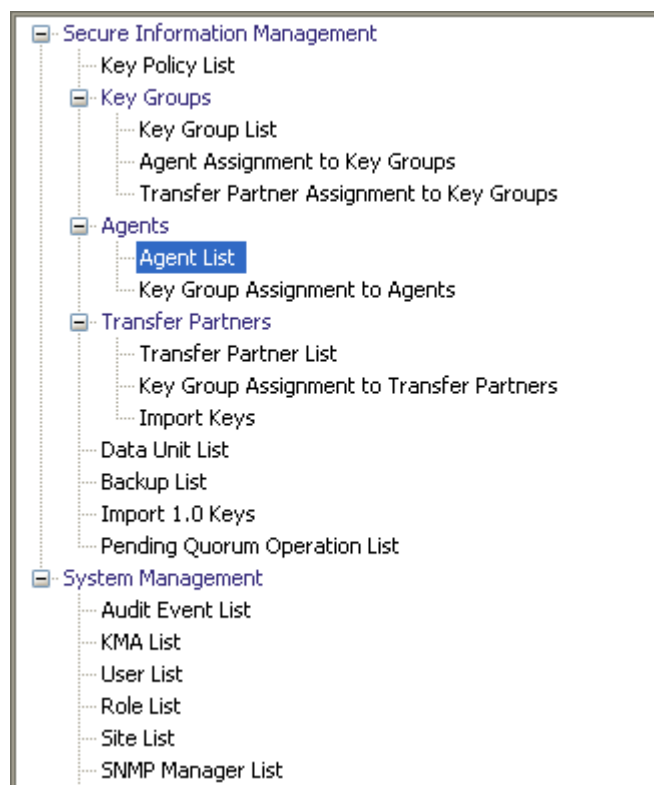 Secure Information Management
Key Policy List
Key Groups
Key Group List
Agent Assignment to Key Groups
Transfer Partner Assignment to Key Groups
Agents
Agent List
Key Group Assignment to Agents
Transfer Partners
Transfer Partner List
Key Group Assignment to Transfer Partners
Import Keys
Data Unit List
Backup List
Import 1.0 Keys
Pending Quorum Operation List
System Management
Audit Event List
KMA List
User List
Role List
Site List
SNMP Manager List